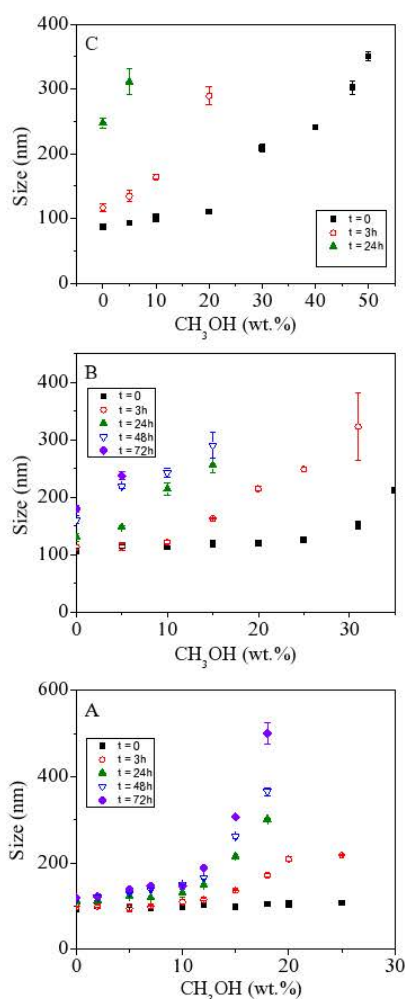 C
400
300
200
100
0
Size (nm)
t = 0
t = 3h
t = 24h
0 10 20 30 40 50
CH₃OH (wt.%)
B
400
300
200
100
0
Size (nm)
t = 0
t = 3h
t = 24h
t = 48h
t = 72h
0 10 20 30
CH₃OH (wt.%)
A
600
400
200
0
Size (nm)
t = 0
t = 3h
t = 24h
t = 48h
t = 72h
0 10 20 30
CH₃OH (wt.%)